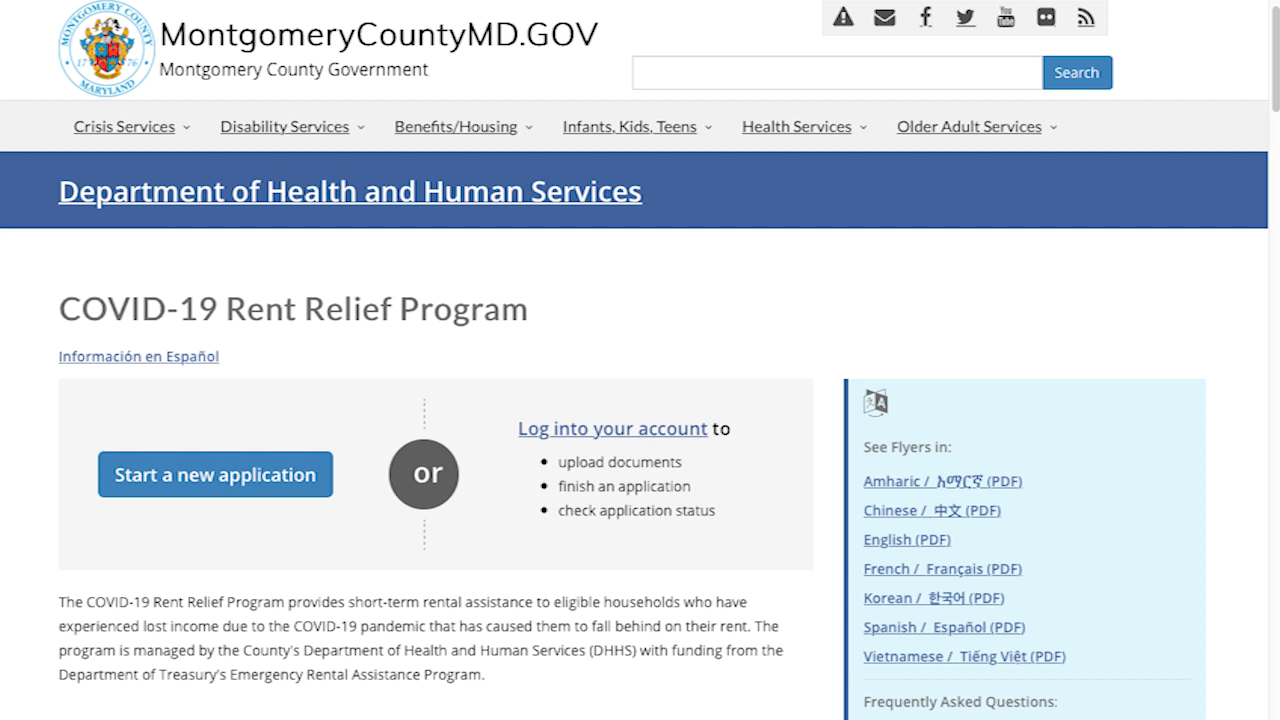 MONTGOMERY COUNTY
17 76
MARYLAND
MontgomeryCountyMD.GOV
Montgomery County Government
You
Tube
Search
Crisis Services
Disability Services
Benefits/Housing
Infants, Kids, Teens
Health Services
Older Adult Services
Department of Health and Human Services
COVID-19 Rent Relief Program
Información en Español
Start a new application
or
Log into your account to
• upload documents
• finish an application
• check application status
The COVID-19 Rent Relief Program provides short-term rental assistance to eligible households who have
experienced lost income due to the COVID-19 pandemic that has caused them to fall behind on their rent. The
program is managed by the County's Department of Health and Human Services (DHHS) with funding from the
Department of Treasury's Emergency Rental Assistance Program.
See Flyers in:
Amharic / አማርኛ (PDF)
Chinese / 中文 (PDF)
English (PDF)
French / Français (PDF)
Korean / 한국어 (PDF)
Spanish / Español (PDF)
Vietnamese / Tiếng Việt (PDF)
Frequently Asked Questions: